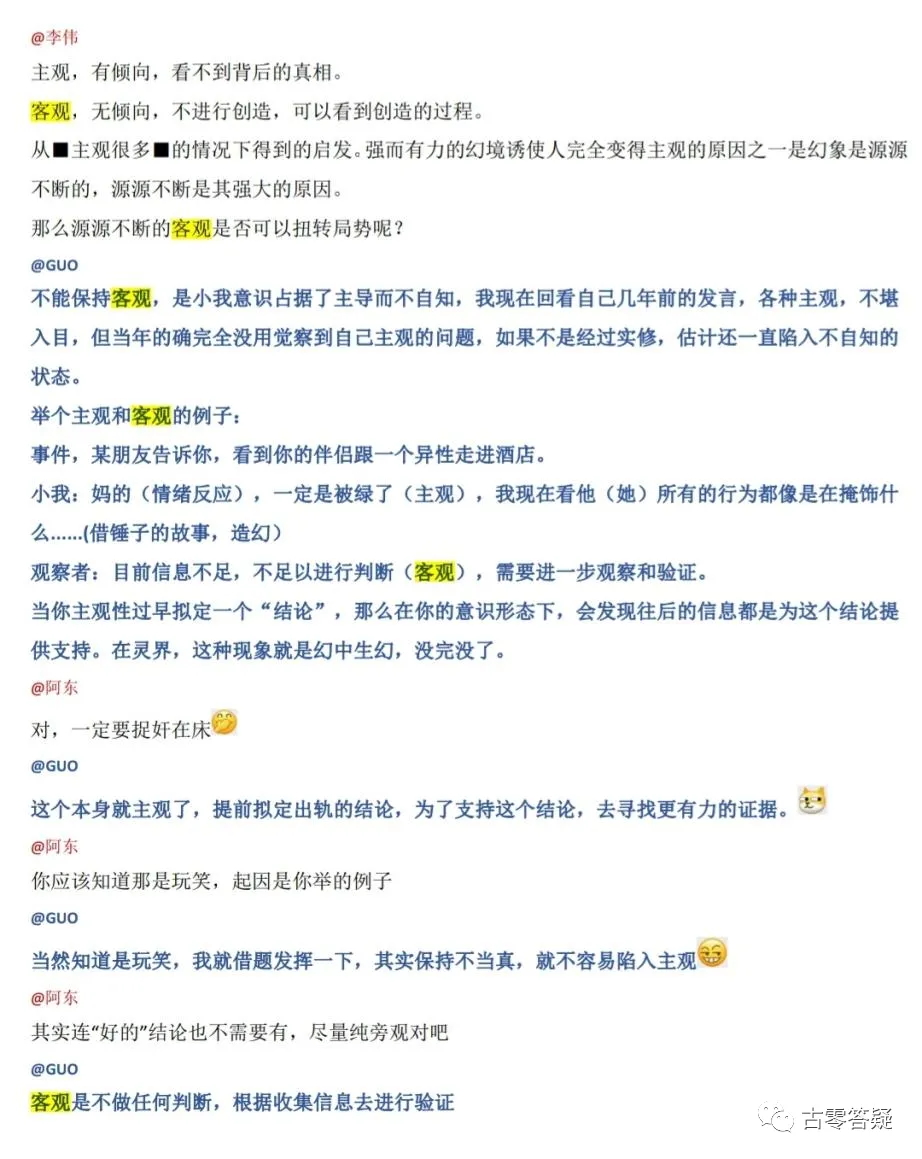 @李伟
主观，有倾向，看不到背后的真相。
客观，无倾向，不进行创造，可以看到创造的过程。
从■主观很多■的情况下得到的启发。强而有力的幻境诱使人完全变得主观的原因之一是幻象是源源
不断的，源源不断是其强大的原因。
那么源源不断的客观是否可以扭转局势呢？
@GUO
不能保持客观，是小我意识占据了主导而不自知，我现在回看自己几年前的发言，各种主观，不堪
入目，但当年的确完全没用觉察到自己主观的问题，如果不是经过实修，估计还一直陷入不自知的
状态。
举个主观和客观的例子：
事件，某朋友告诉你，看到你的伴侣跟一个异性走进酒店。
小我：妈的（情绪反应），一定是被绿了（主观），我现在看他（她）所有的行为都像是在掩饰什
么......(借锤子的故事，造幻）
观察者：目前信息不足，不足以进行判断（客观），需要进一步观察和验证。
当你主观性过早拟定一个“结论”，那么在你的意识形态下，会发现往后的信息都是为这个结论提
供支持。在灵界，这种现象就是幻中生幻，没完没了。
@阿东
对，一定要捉奸在床
@GUO
这个本身就主观了，提前拟定出轨的结论，为了支持这个结论，去寻找更有力的证据。
@阿东
你应该知道那是玩笑，起因是你举的例子
@GUO
当然知道是玩笑，我就借题发挥一下，其实保持不当真，就不容易陷入主观
@阿东
其实连“好的”结论也不需要有，尽量纯旁观对吧
@GUO
客观是不做任何判断，根据收集信息去进行验证
古零答疑